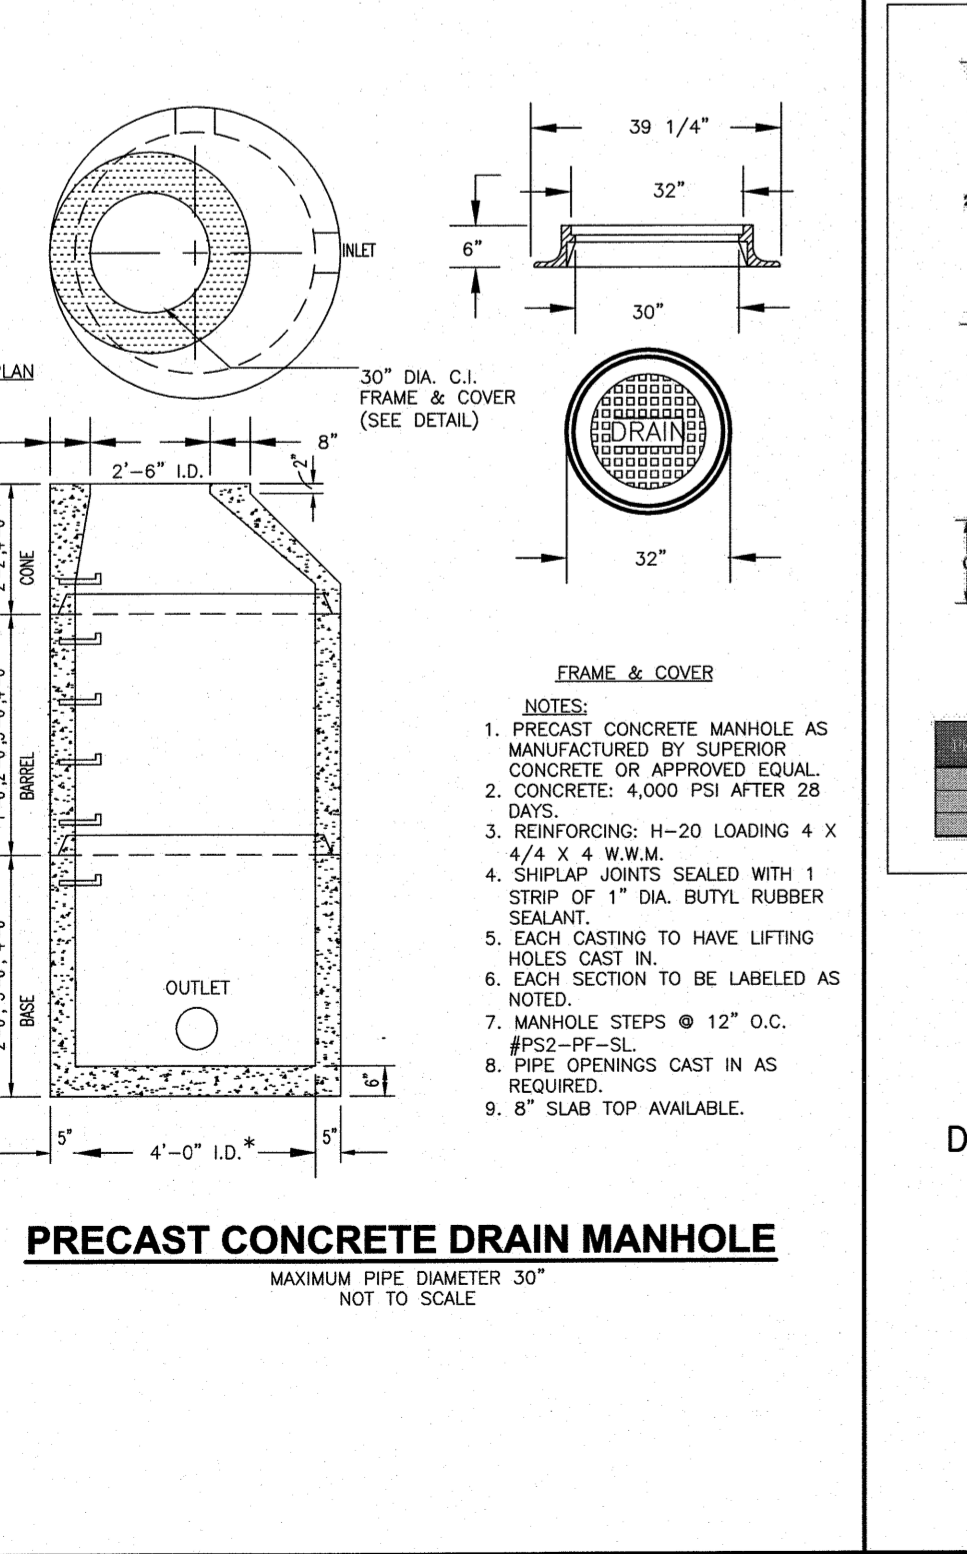 39 1/4"
32"
6"
30"
INLET
PLAN
30" DIA. C.I.
FRAME & COVER
(SEE DETAIL)
DRAIN
32"
8"
2'-6" I.D.
2"
CONE
BARREL
BASE
OUTLET
6"
5"
4'-0" I.D.*
5"
FRAME & COVER
NOTES:
1. PRECAST CONCRETE MANHOLE AS
MANUFACTURED BY SUPERIOR
CONCRETE OR APPROVED EQUAL.
2. CONCRETE: 4,000 PSI AFTER 28
DAYS.
3. REINFORCING: H-20 LOADING 4 X
4/4 X 4 W.W.M.
4. SHIPLAP JOINTS SEALED WITH 1
STRIP OF 1" DIA. BUTYL RUBBER
SEALANT.
5. EACH CASTING TO HAVE LIFTING
HOLES CAST IN.
6. EACH SECTION TO BE LABELED AS
NOTED.
7. MANHOLE STEPS @ 12" O.C.
#PS2-PF-SL.
8. PIPE OPENINGS CAST IN AS
REQUIRED.
9. 8" SLAB TOP AVAILABLE.
PRECAST CONCRETE DRAIN MANHOLE
MAXIMUM PIPE DIAMETER 30"
NOT TO SCALE
D